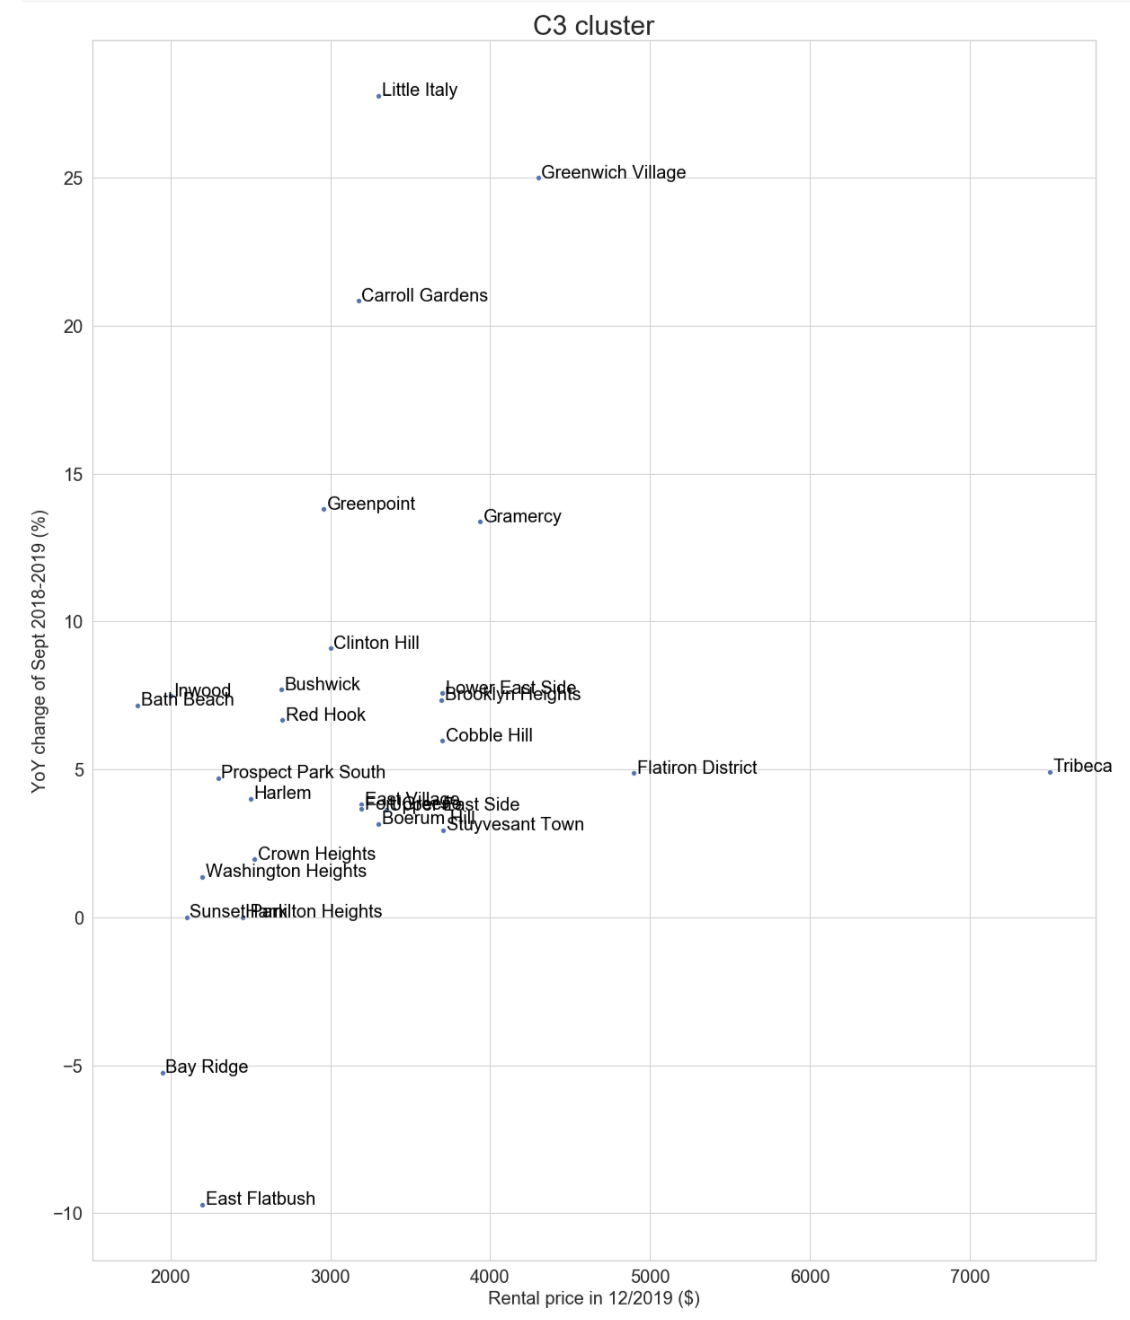 C3 cluster
Little Italy
Greenwich Village
25
Carroll Gardens
20
15
Greenpoint
Gramercy
YoY change of Sept 2018-2019 (%)
10
Clinton Hill
Bushwick
Lower East Side
Inwood
Brooklyn Heights
Bath Beach
Red Hook
Cobble Hill
5
Flatiron District
Tribeca
Prospect Park South
Harlem
East Village
Fort Greene
Upper East Side
Boerum Hill
Stuyvesant Town
Crown Heights
Washington Heights
0
Sunset Park
Hamilton Heights
−5
Bay Ridge
East Flatbush
−10
2000 3000 4000 5000 6000 7000
Rental price in 12/2019 ($)